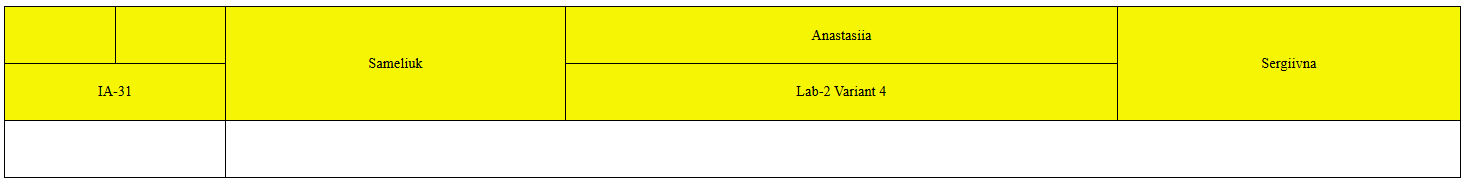 Anastasiia
Sameliuk
Sergiivna
IA-31
Lab-2 Variant 4